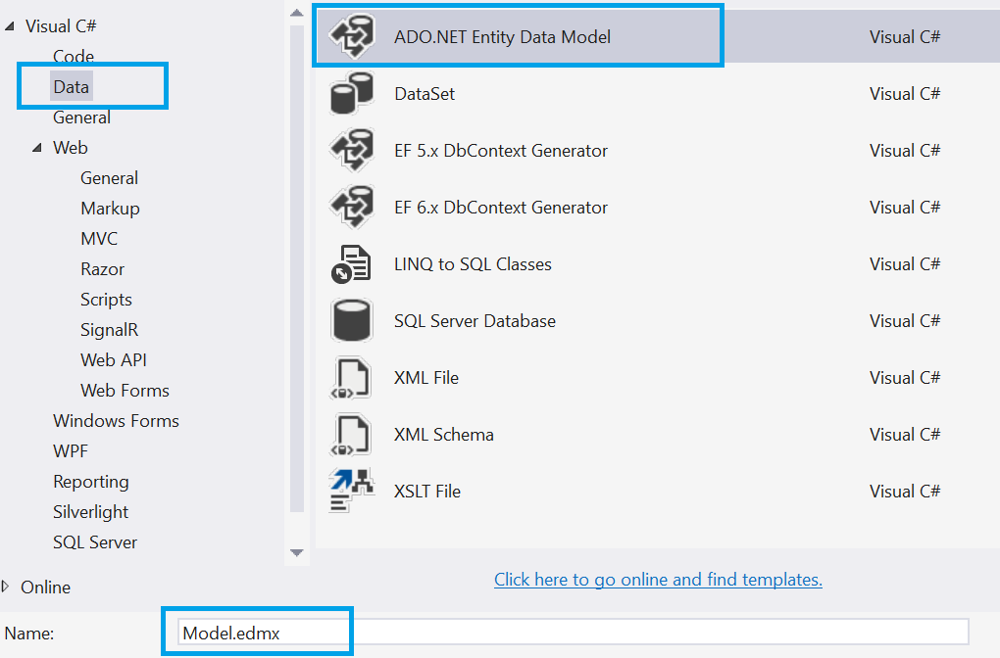 Visual C#
Code
Data
General
Web
General
Markup
MVC
Razor
Scripts
SignalR
Web API
Web Forms
Windows Forms
WPF
Reporting
Silverlight
SQL Server
Online
ADO.NET Entity Data Model Visual C#
DataSet Visual C#
EF 5.x DbContext Generator Visual C#
EF 6.x DbContext Generator Visual C#
LINQ to SQL Classes Visual C#
SQL Server Database Visual C#
XML File Visual C#
XML Schema Visual C#
XSLT File Visual C#
Click here to go online and find templates.
Name: Model.edmx